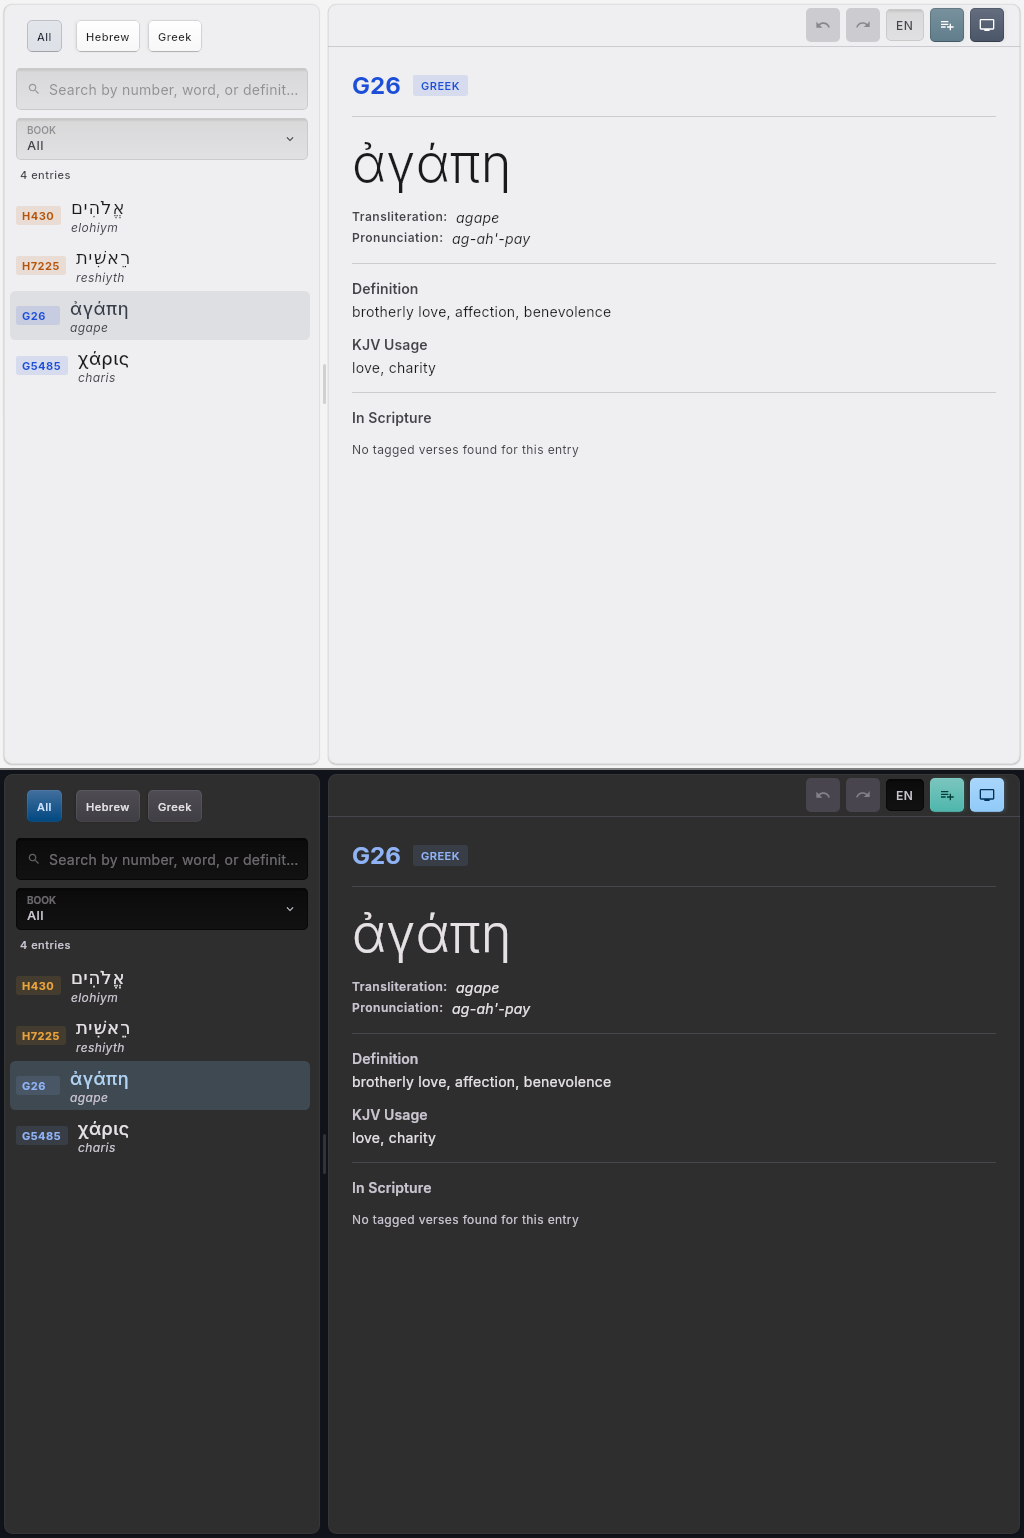 All Hebrew Greek
Search by number, word, or definit...
BOOK
All
4 entries
H430 אֱלֹהִים
elohiym
H7225 רֵאשִׁית
reshiyth
G26 ἀγάπη
agape
G5485 χάρις
charis
EN
G26 GREEK
ἀγάπη
Transliteration: agape
Pronunciation: ag-ah'-pay
Definition
brotherly love, affection, benevolence
KJV Usage
love, charity
In Scripture
No tagged verses found for this entry
All Hebrew Greek
Search by number, word, or definit...
BOOK
All
4 entries
H430 אֱלֹהִים
elohiym
H7225 רֵאשִׁית
reshiyth
G26 ἀγάπη
agape
G5485 χάρις
charis
EN
G26 GREEK
ἀγάπη
Transliteration: agape
Pronunciation: ag-ah'-pay
Definition
brotherly love, affection, benevolence
KJV Usage
love, charity
In Scripture
No tagged verses found for this entry